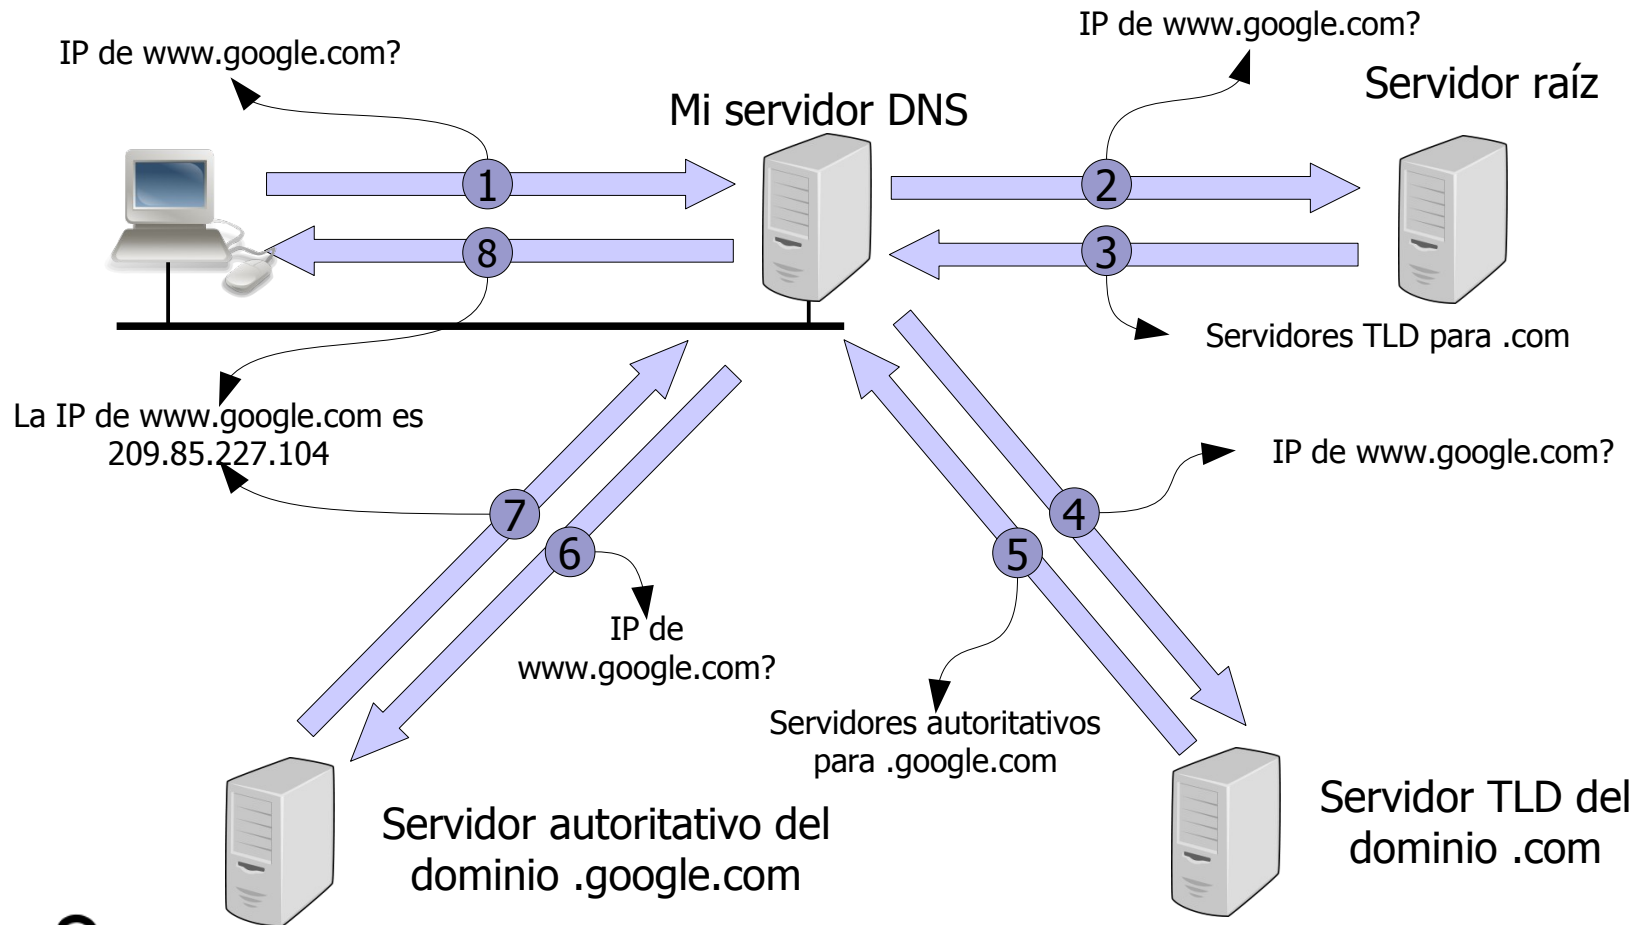 IP de www.google.com?
IP de www.google.com?
Mi servidor DNS
Servidor raíz
1
2
8
3
Servidores TLD para .com
La IP de www.google.com es
209.85.227.104
IP de www.google.com?
7
4
6
5
IP de
www.google.com?
Servidores autoritativos
para .google.com
Servidor autoritativo del
dominio .google.com
Servidor TLD del
dominio .com